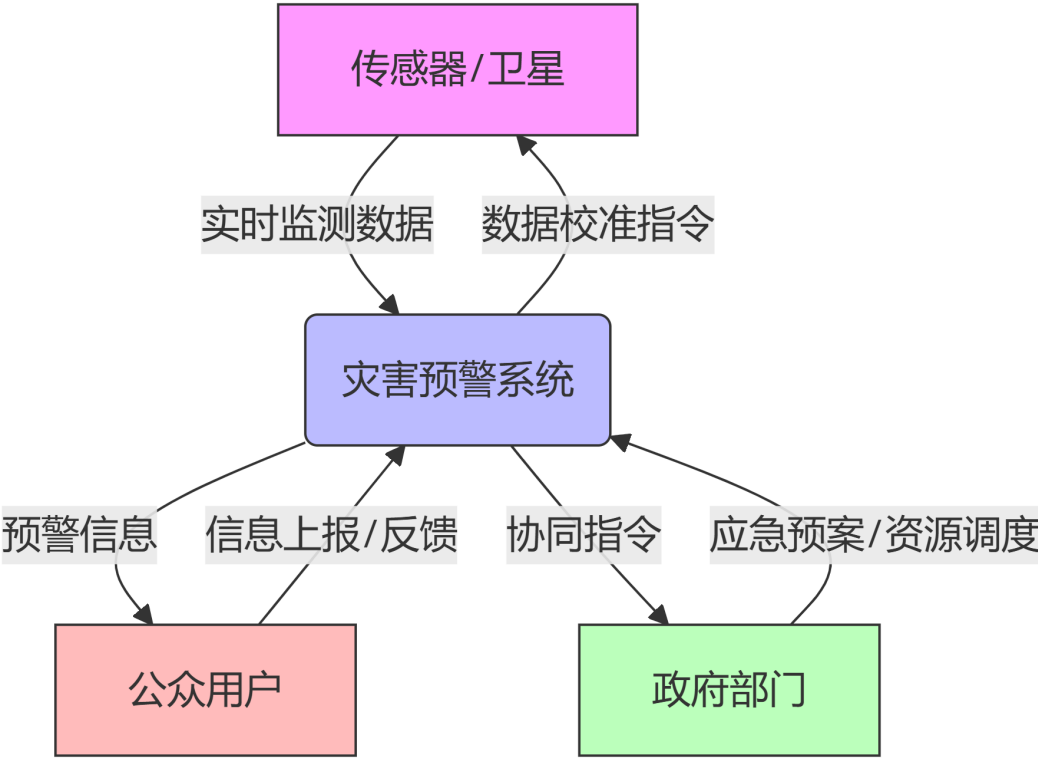 传感器/卫星
实时监测数据
数据校准指令
灾害预警系统
预警信息
信息上报/反馈
协同指令
应急预案/资源调度
公众用户
政府部门